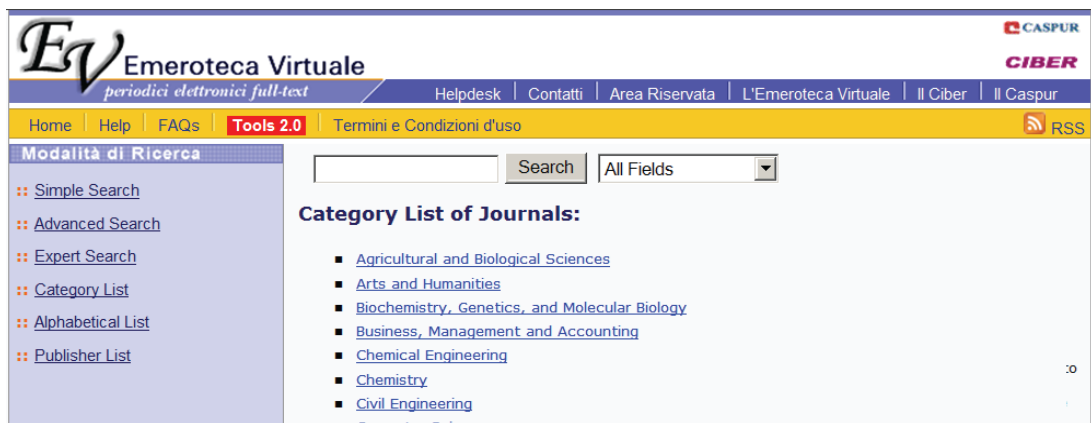 CASPUR
EV Emeroteca Virtuale
CIBER
periodici elettronici full-text
Helpdesk Contatti Area Riservata L'Emeroteca Virtuale Il Ciber Il Caspur
Home Help FAQs Tools 2.0 Termini e Condizioni d'uso RSS
Modalità di Ricerca
Search All Fields
:: Simple Search
:: Advanced Search
:: Expert Search
:: Category List
:: Alphabetical List
:: Publisher List
Category List of Journals:
Agricultural and Biological Sciences
Arts and Humanities
Biochemistry, Genetics, and Molecular Biology
Business, Management and Accounting
Chemical Engineering
Chemistry
Civil Engineering
:o